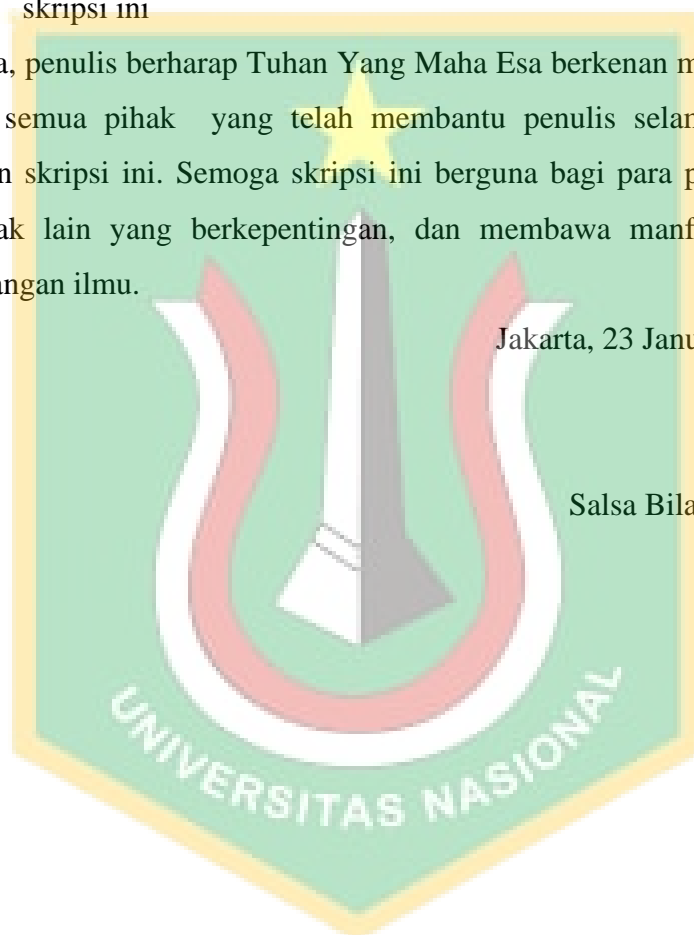 skripsi ini
a, penulis berharap Tuhan Yang Maha Esa berkenan m
semua pihak yang telah membantu penulis selam
n skripsi ini. Semoga skripsi ini berguna bagi para p
ak lain yang berkepentingan, dan membawa manf
angan ilmu.
Jakarta, 23 Janu
Salsa Bila
UNIVERSITAS NASIONAL